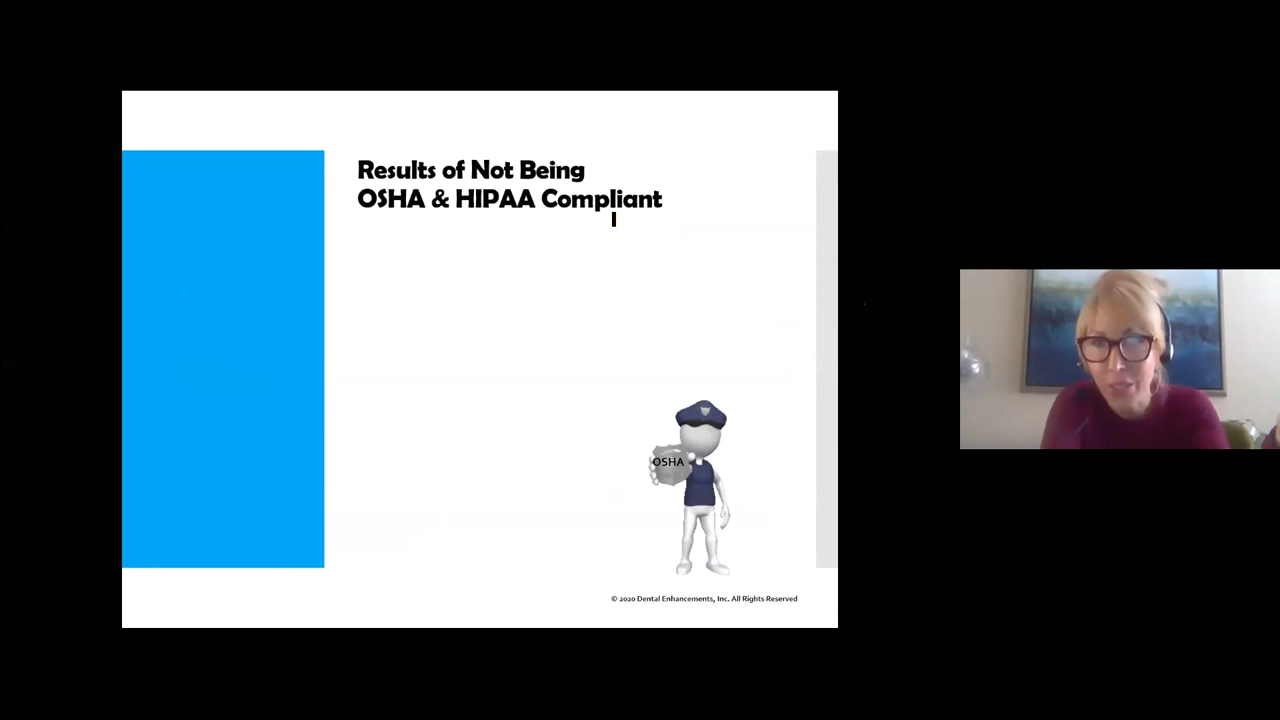 Results of Not Being
OSHA & HIPAA Compliant
OSHA
© 2020 Dental Enhancements, Inc. All Rights Reserved